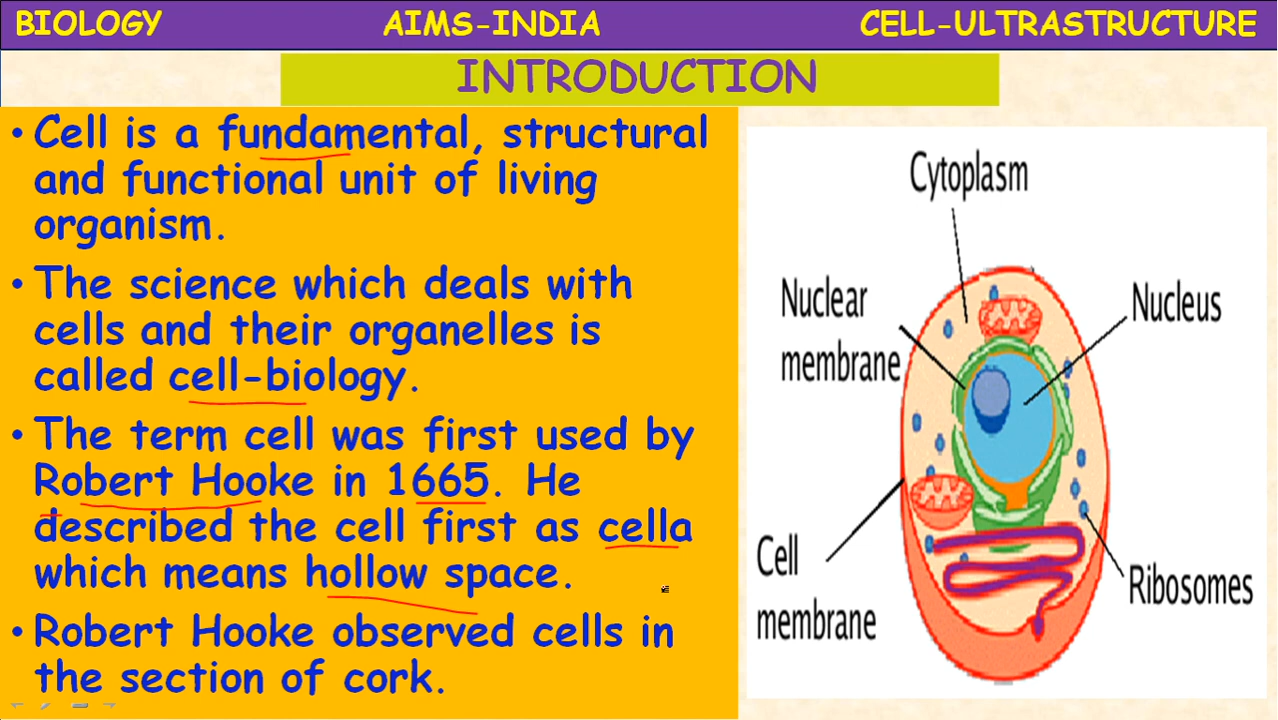 BIOLOGY AIMS-INDIA CELL-ULTRASTRUCTURE
INTRODUCTION
• Cell is a fundamental, structural
and functional unit of living
organism.
• The science which deals with
cells and their organelles is
called cell-biology.
• The term cell was first used by
Robert Hooke in 1665. He
described the cell first as cella
which means hollow space.
• Robert Hooke observed cells in
the section of cork.
Cytoplasm
Nuclear
membrane
Nucleus
Cell
membrane
Ribosomes